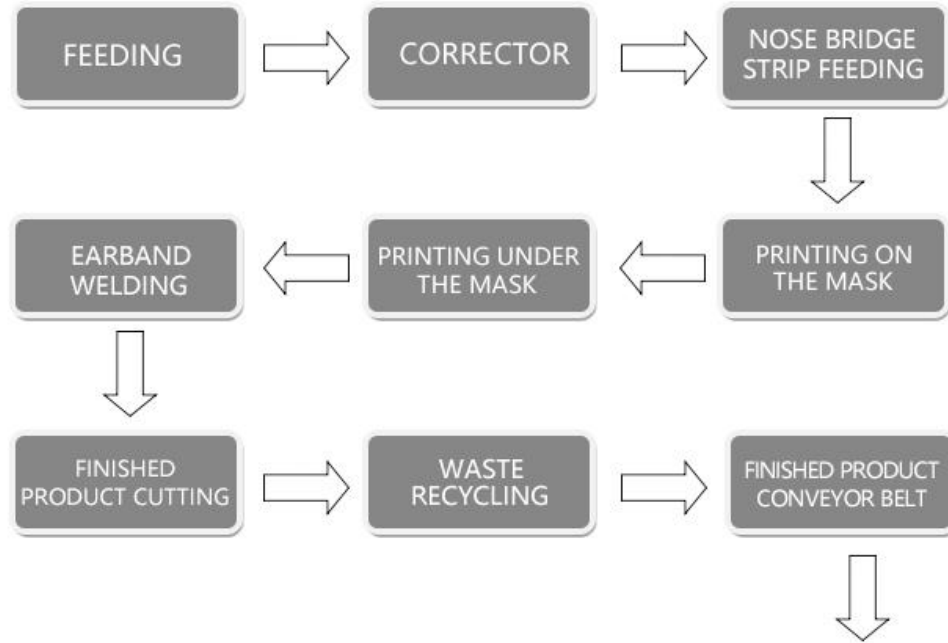 FEEDING
CORRECTOR
NOSE BRIDGE
STRIP FEEDING
PRINTING ON
THE MASK
PRINTING UNDER
THE MASK
EARBAND
WELDING
FINISHED
PRODUCT CUTTING
WASTE
RECYCLING
FINISHED PRODUCT
CONVEYOR BELT